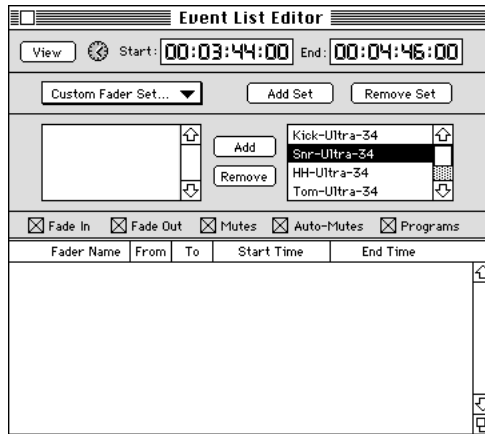 Event List Editor
View Start: 00:03:44:00 End: 00:04:46:00
Custom Fader Set... Add Set Remove Set
Add
Remove
Kick-Ultra-34
Snr-Ultra-34
HH-Ultra-34
Tom-Ultra-34
Fade In Fade Out Mutes Auto-Mutes Programs
Fader Name From To Start Time End Time